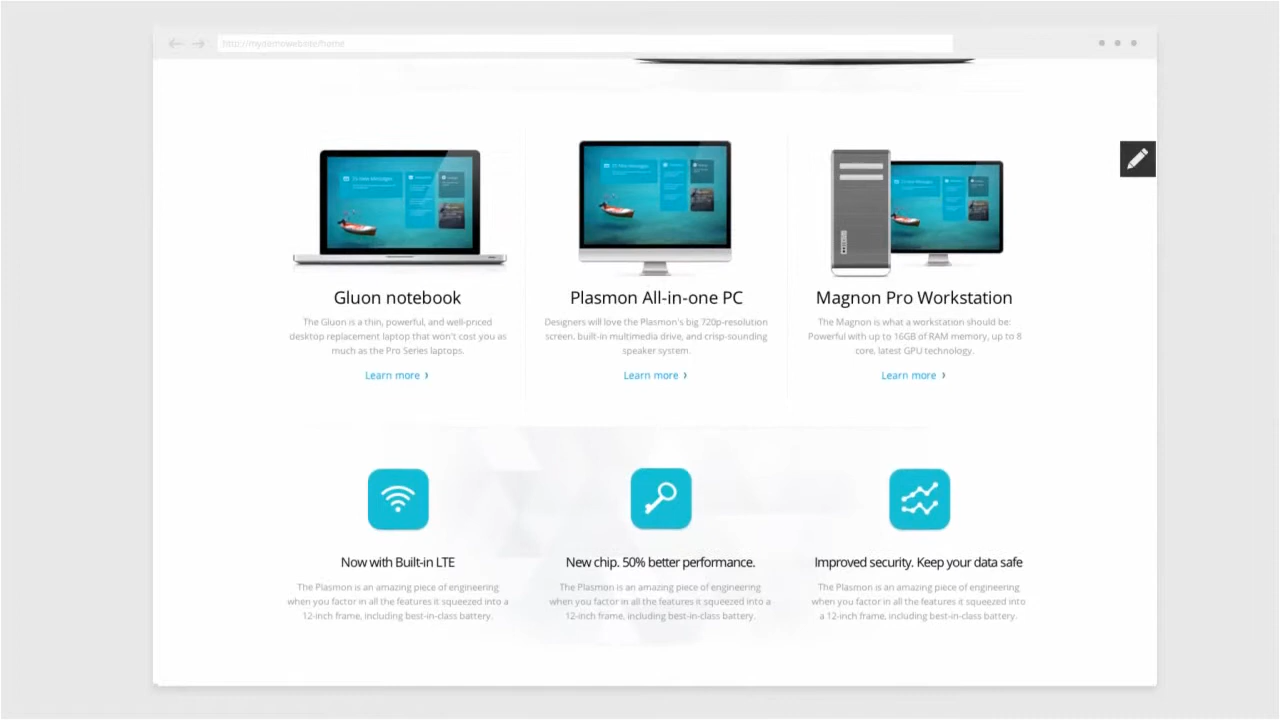 http://mydemowebsite/home
Gluon notebook
The Gluon is a thin, powerful, and well-priced
desktop replacement laptop that won't cost you as
much as the Pro Series laptops.
Learn more ›
Plasmon All-in-one PC
Designers will love the Plasmon's big 720p-resolution
screen, built-in multimedia drive, and crisp-sounding
speaker system.
Learn more ›
Magnon Pro Workstation
The Magnon is what a workstation should be:
Powerful with up to 16GB of RAM memory, up to 8
core, latest GPU technology.
Learn more ›
Now with Built-in LTE
The Plasmon is an amazing piece of engineering
when you factor in all the features it squeezed into a
12-inch frame, including best-in-class battery.
New chip. 50% better performance.
The Plasmon is an amazing piece of engineering
when you factor in all the features it squeezed into a
12-inch frame, including best-in-class battery.
Improved security. Keep your data safe
The Plasmon is an amazing piece of engineering
when you factor in all the features it squeezed into
a 12-inch frame, including best-in-class battery.